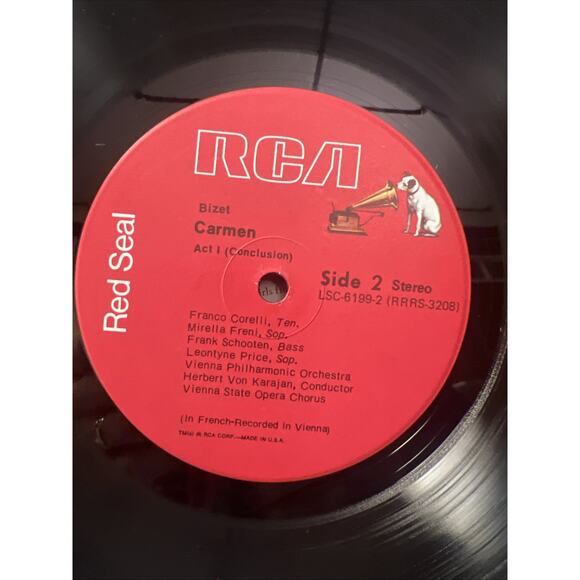 RCA
Red Seal
Bizet
Carmen
Act I (Conclusion)
Side 2 Stereo
LSC-6199-2 (RRRS-3208)
Franco Corelli, Ten.
Mirella Freni, Sop.
Frank Schooten, Bass
Leontyne Price, Sop.
Vienna Philharmonic Orchestra
Herbert Von Karajan, Conductor
Vienna State Opera Chorus
(In French-Recorded in Vienna)
TM(s) ® RCA CORP.—MADE IN U.S.A.